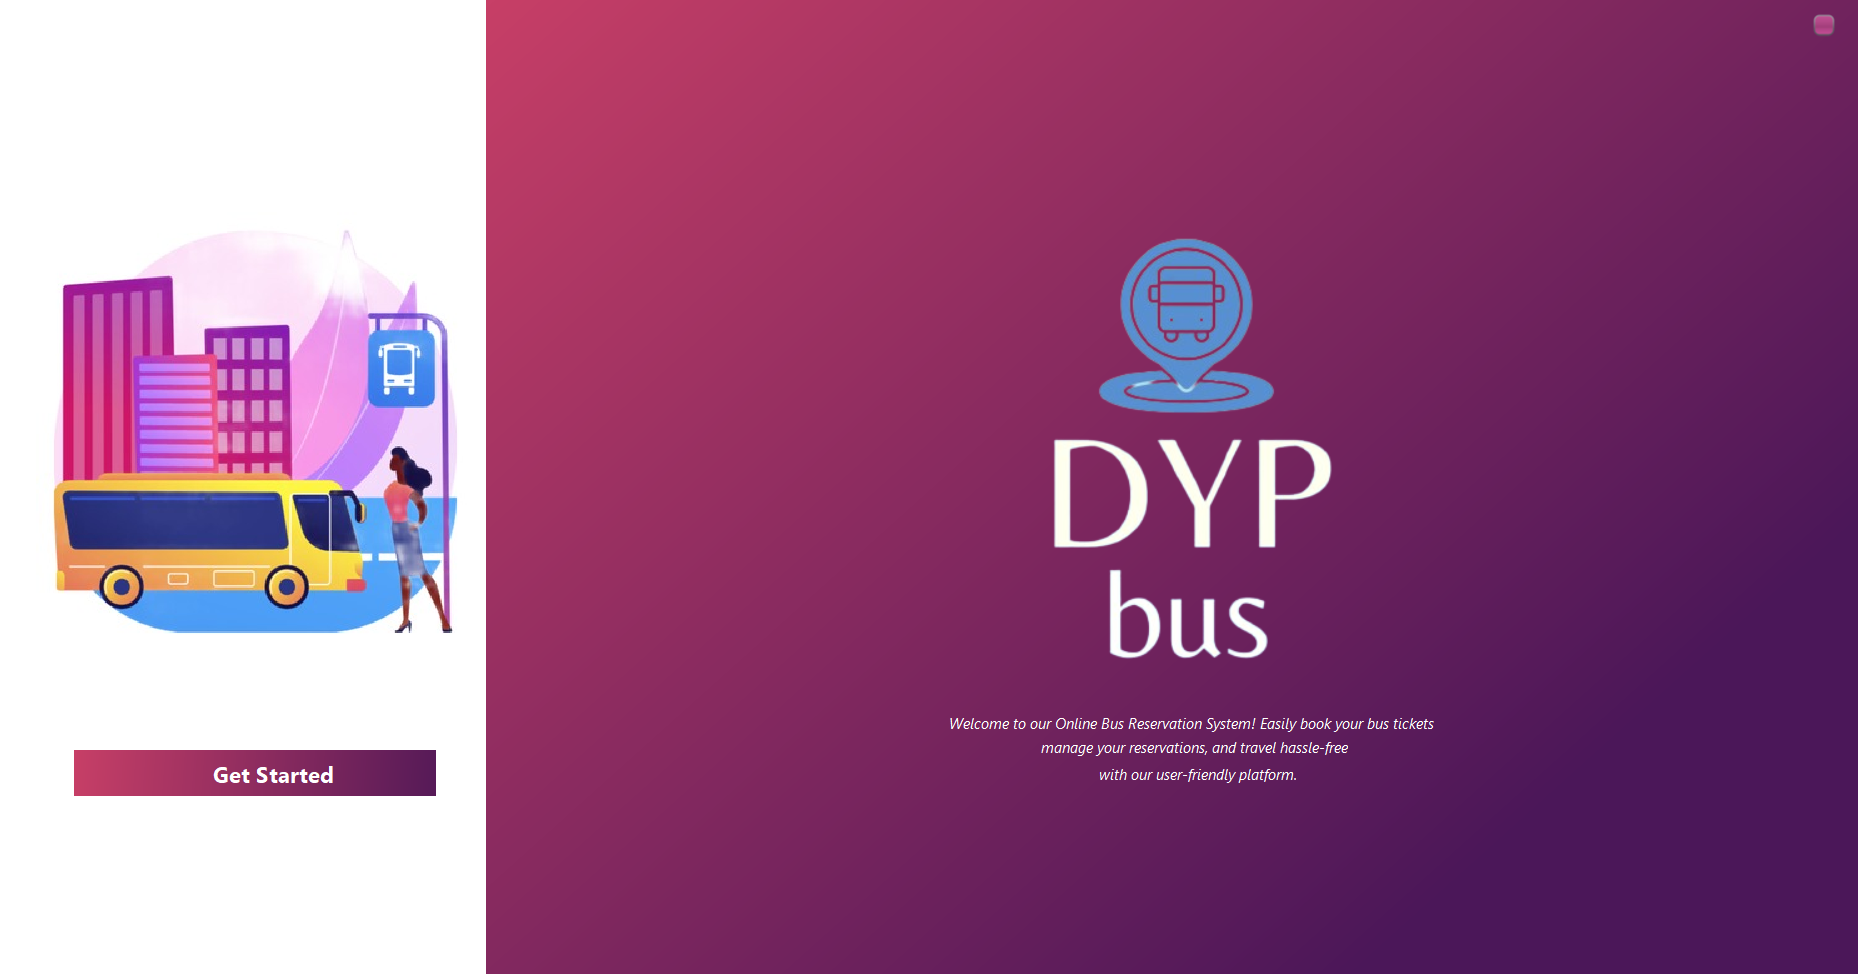 Get Started
DYP
bus
Welcome to our Online Bus Reservation System! Easily book your bus tickets
manage your reservations, and travel hassle-free
with our user-friendly platform.